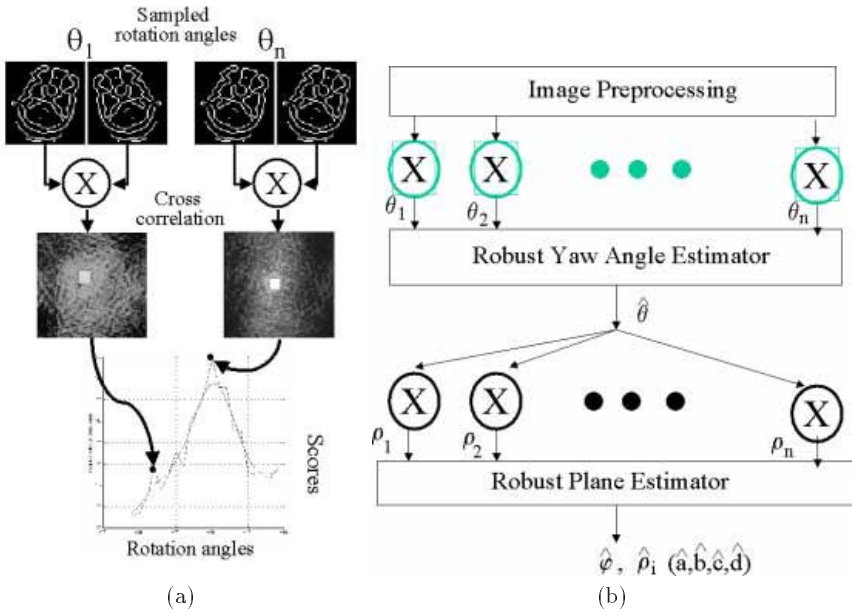 Sampled
rotation angles
θ1
θn
X
X
Cross
correlation
Scores
Rotation angles
(a)
Image Preprocessing
X X X
θ1 θ2 θn
Robust Yaw Angle Estimator
θ̂
X X X
ρ1 ρ2 ρn
Robust Plane Estimator
φ̂ , ρ̂i (â,b̂,ĉ,d̂)
(b)